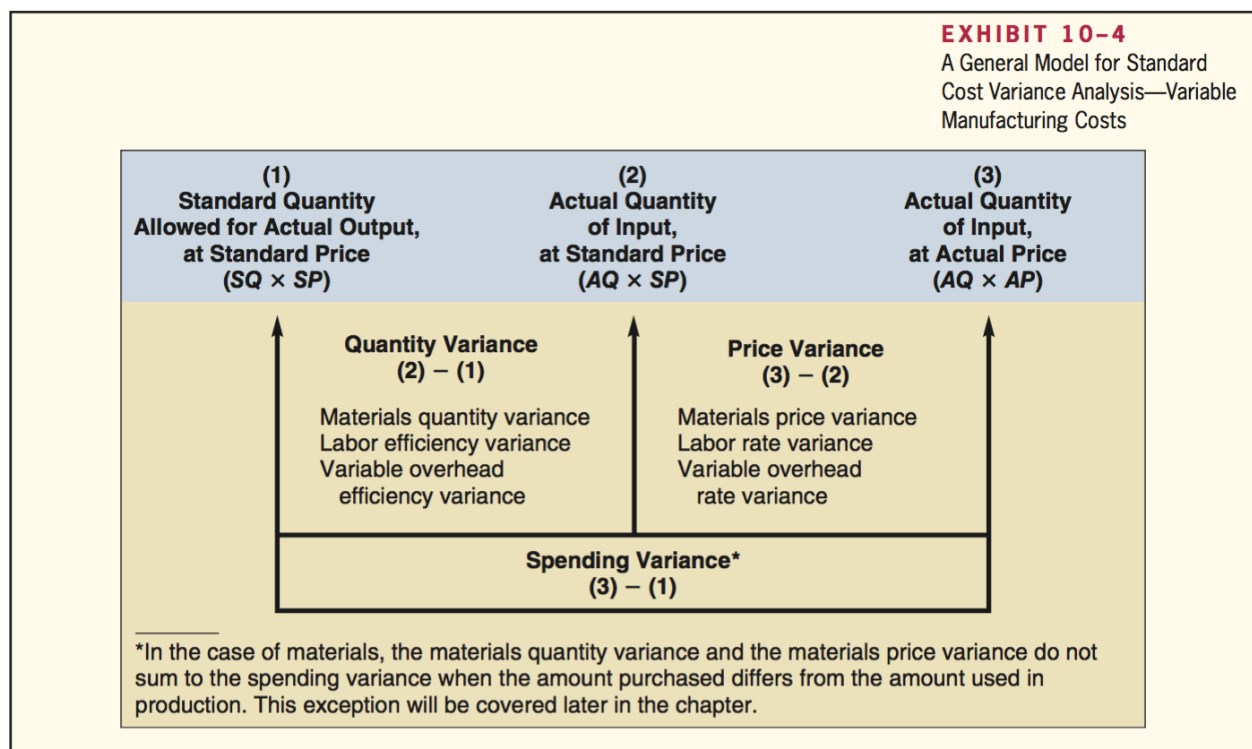 EXHIBIT 10–4
A General Model for Standard
Cost Variance Analysis—Variable
Manufacturing Costs
(1)
Standard Quantity
Allowed for Actual Output,
at Standard Price
(SQ × SP)
(2)
Actual Quantity
of Input,
at Standard Price
(AQ × SP)
(3)
Actual Quantity
of Input,
at Actual Price
(AQ × AP)
Quantity Variance
(2) − (1)
Materials quantity variance
Labor efficiency variance
Variable overhead
efficiency variance
Price Variance
(3) − (2)
Materials price variance
Labor rate variance
Variable overhead
rate variance
Spending Variance*
(3) − (1)
*In the case of materials, the materials quantity variance and the materials price variance do not
sum to the spending variance when the amount purchased differs from the amount used in
production. This exception will be covered later in the chapter.